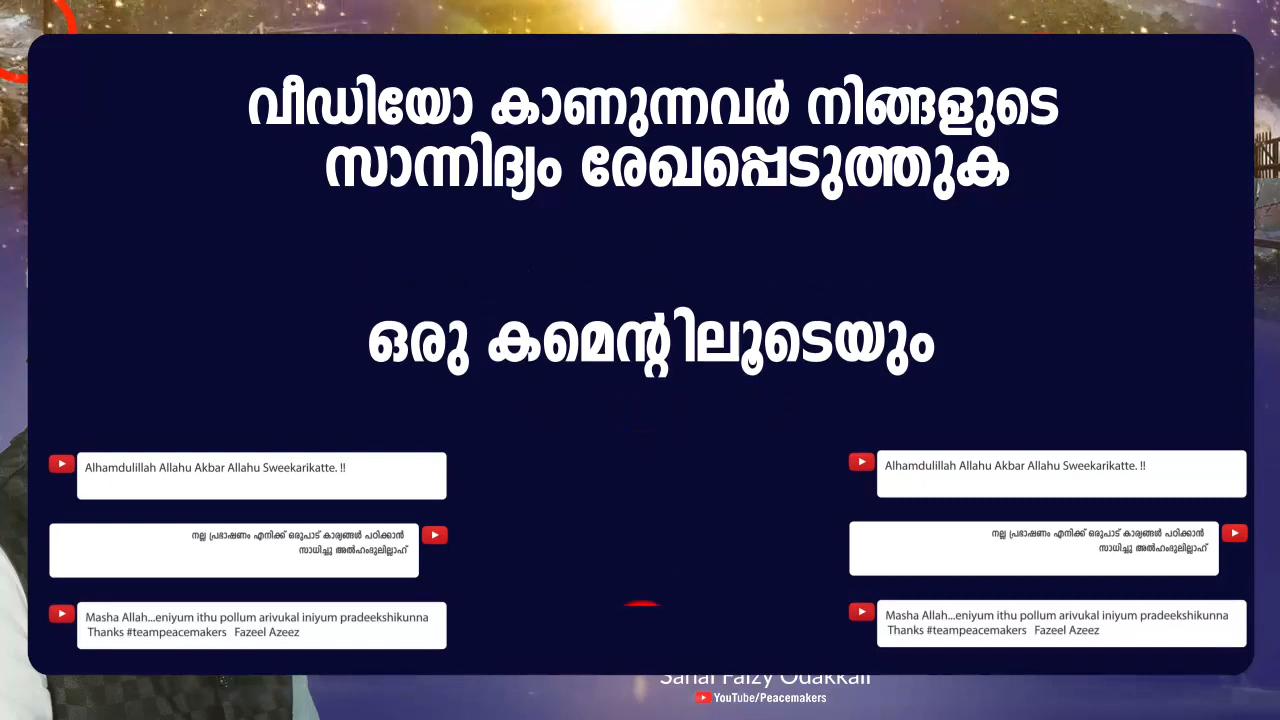 വീഡിയോ കാണുന്നവർ നിങ്ങളുടെ
സാന്നിദ്യം രേഖപ്പെടുത്തുക
ഒരു കമെന്റിലൂടെയും
Alhamdulillah Allahu Akbar Allahu Sweekarikatte. !!
നല്ല പ്രഭാഷണം എനിക്ക് ഒരുപാട് കാര്യങ്ങൾ പഠിക്കാൻ
സാധിച്ചു അൽഹംദുലില്ലാഹ്
Masha Allah...eniyum ithu pollum arivukal iniyum pradeekshikunna
Thanks #teampeacemakers Fazeel Azeez
Alhamdulillah Allahu Akbar Allahu Sweekarikatte. !!
നല്ല പ്രഭാഷണം എനിക്ക് ഒരുപാട് കാര്യങ്ങൾ പഠിക്കാൻ
സാധിച്ചു അൽഹംദുലില്ലാഹ്
Masha Allah...eniyum ithu pollum arivukal iniyum pradeekshikunna
Thanks #teampeacemakers Fazeel Azeez
Faizy Odakkali
YouTube/Peacemakers